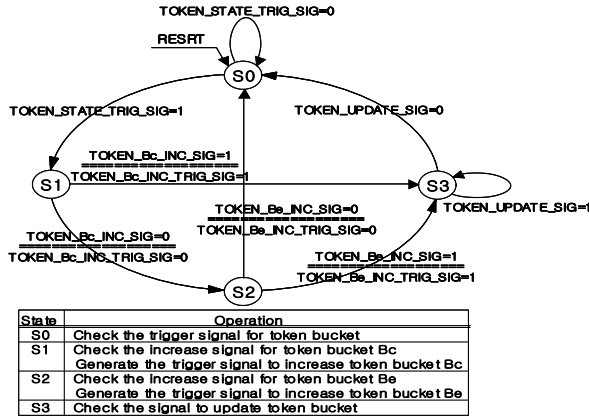 TOKEN_STATE_TRIG_SIG=0
RESRT
S0
TOKEN_STATE_TRIG_SIG=1
TOKEN_UPDATE_SIG=0
TOKEN_Bc_INC_SIG=1
TOKEN_Bc_INC_TRIG_SIG=1
S1
S3
TOKEN_UPDATE_SIG=1
TOKEN_Be_INC_SIG=0
TOKEN_Be_INC_TRIG_SIG=0
TOKEN_Bc_INC_SIG=0
TOKEN_Bc_INC_TRIG_SIG=0
TOKEN_Be_INC_SIG=1
TOKEN_Be_INC_TRIG_SIG=1
S2
State Operation
S0 Check the trigger signal for token bucket
S1 Check the increase signal for token bucket Bc
Generate the trigger signal to increase token bucket Bc
S2 Check the increase signal for token bucket Be
Generate the trigger signal to increase token bucket Be
S3 Check the signal to update token bucket